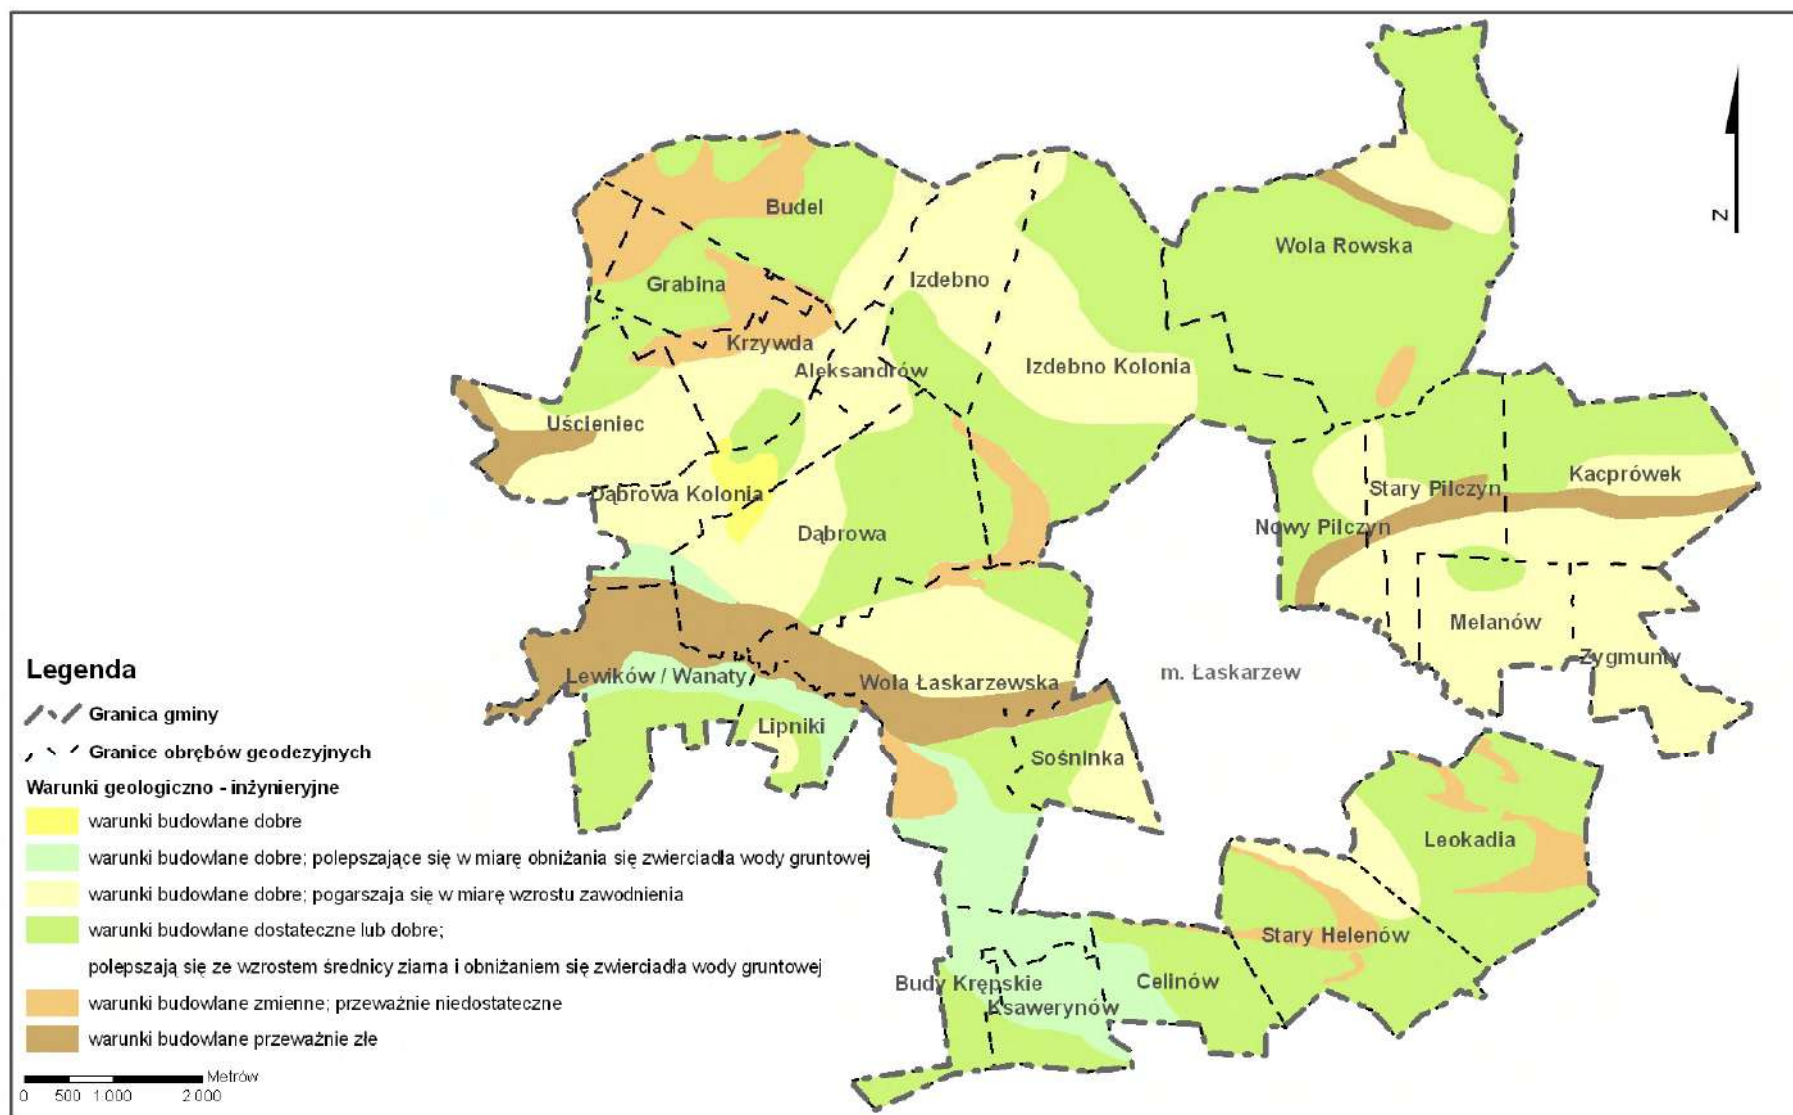 Budel
Wola Rowska
Izdebno
Grabina
Krzywda
Aleksandrów
Izdebno Kolonia
Uścieniec
Kacprówek
Stary Pilczyn
Dąbrowa Kolonia
Nowy Pilczyn
Dąbrowa
Melanów
Zygmunty
Lewików / Wanaty
Wola Łaskarzewska
m. Łaskarzew
Lipniki
Sośninka
Leokadia
Stary Helenów
Celinów
Budy Krępskie
Ksawerynów
Z
Legenda
Granica gminy
Granice obrębów geodezyjnych
Warunki geologiczno - inżynieryjne
warunki budowlane dobre
warunki budowlane dobre; polepszające się w miarę obniżania się zwierciadła wody gruntowej
warunki budowlane dobre; pogarszaja się w miarę wzrostu zawodnienia
warunki budowlane dostateczne lub dobre;
polepszają się ze wzrostem średnicy ziarna i obniżaniem się zwierciadła wody gruntowej
warunki budowlane zmienne; przeważnie niedostateczne
warunki budowlane przeważnie złe
Metrów
0 500 1 000 2 000